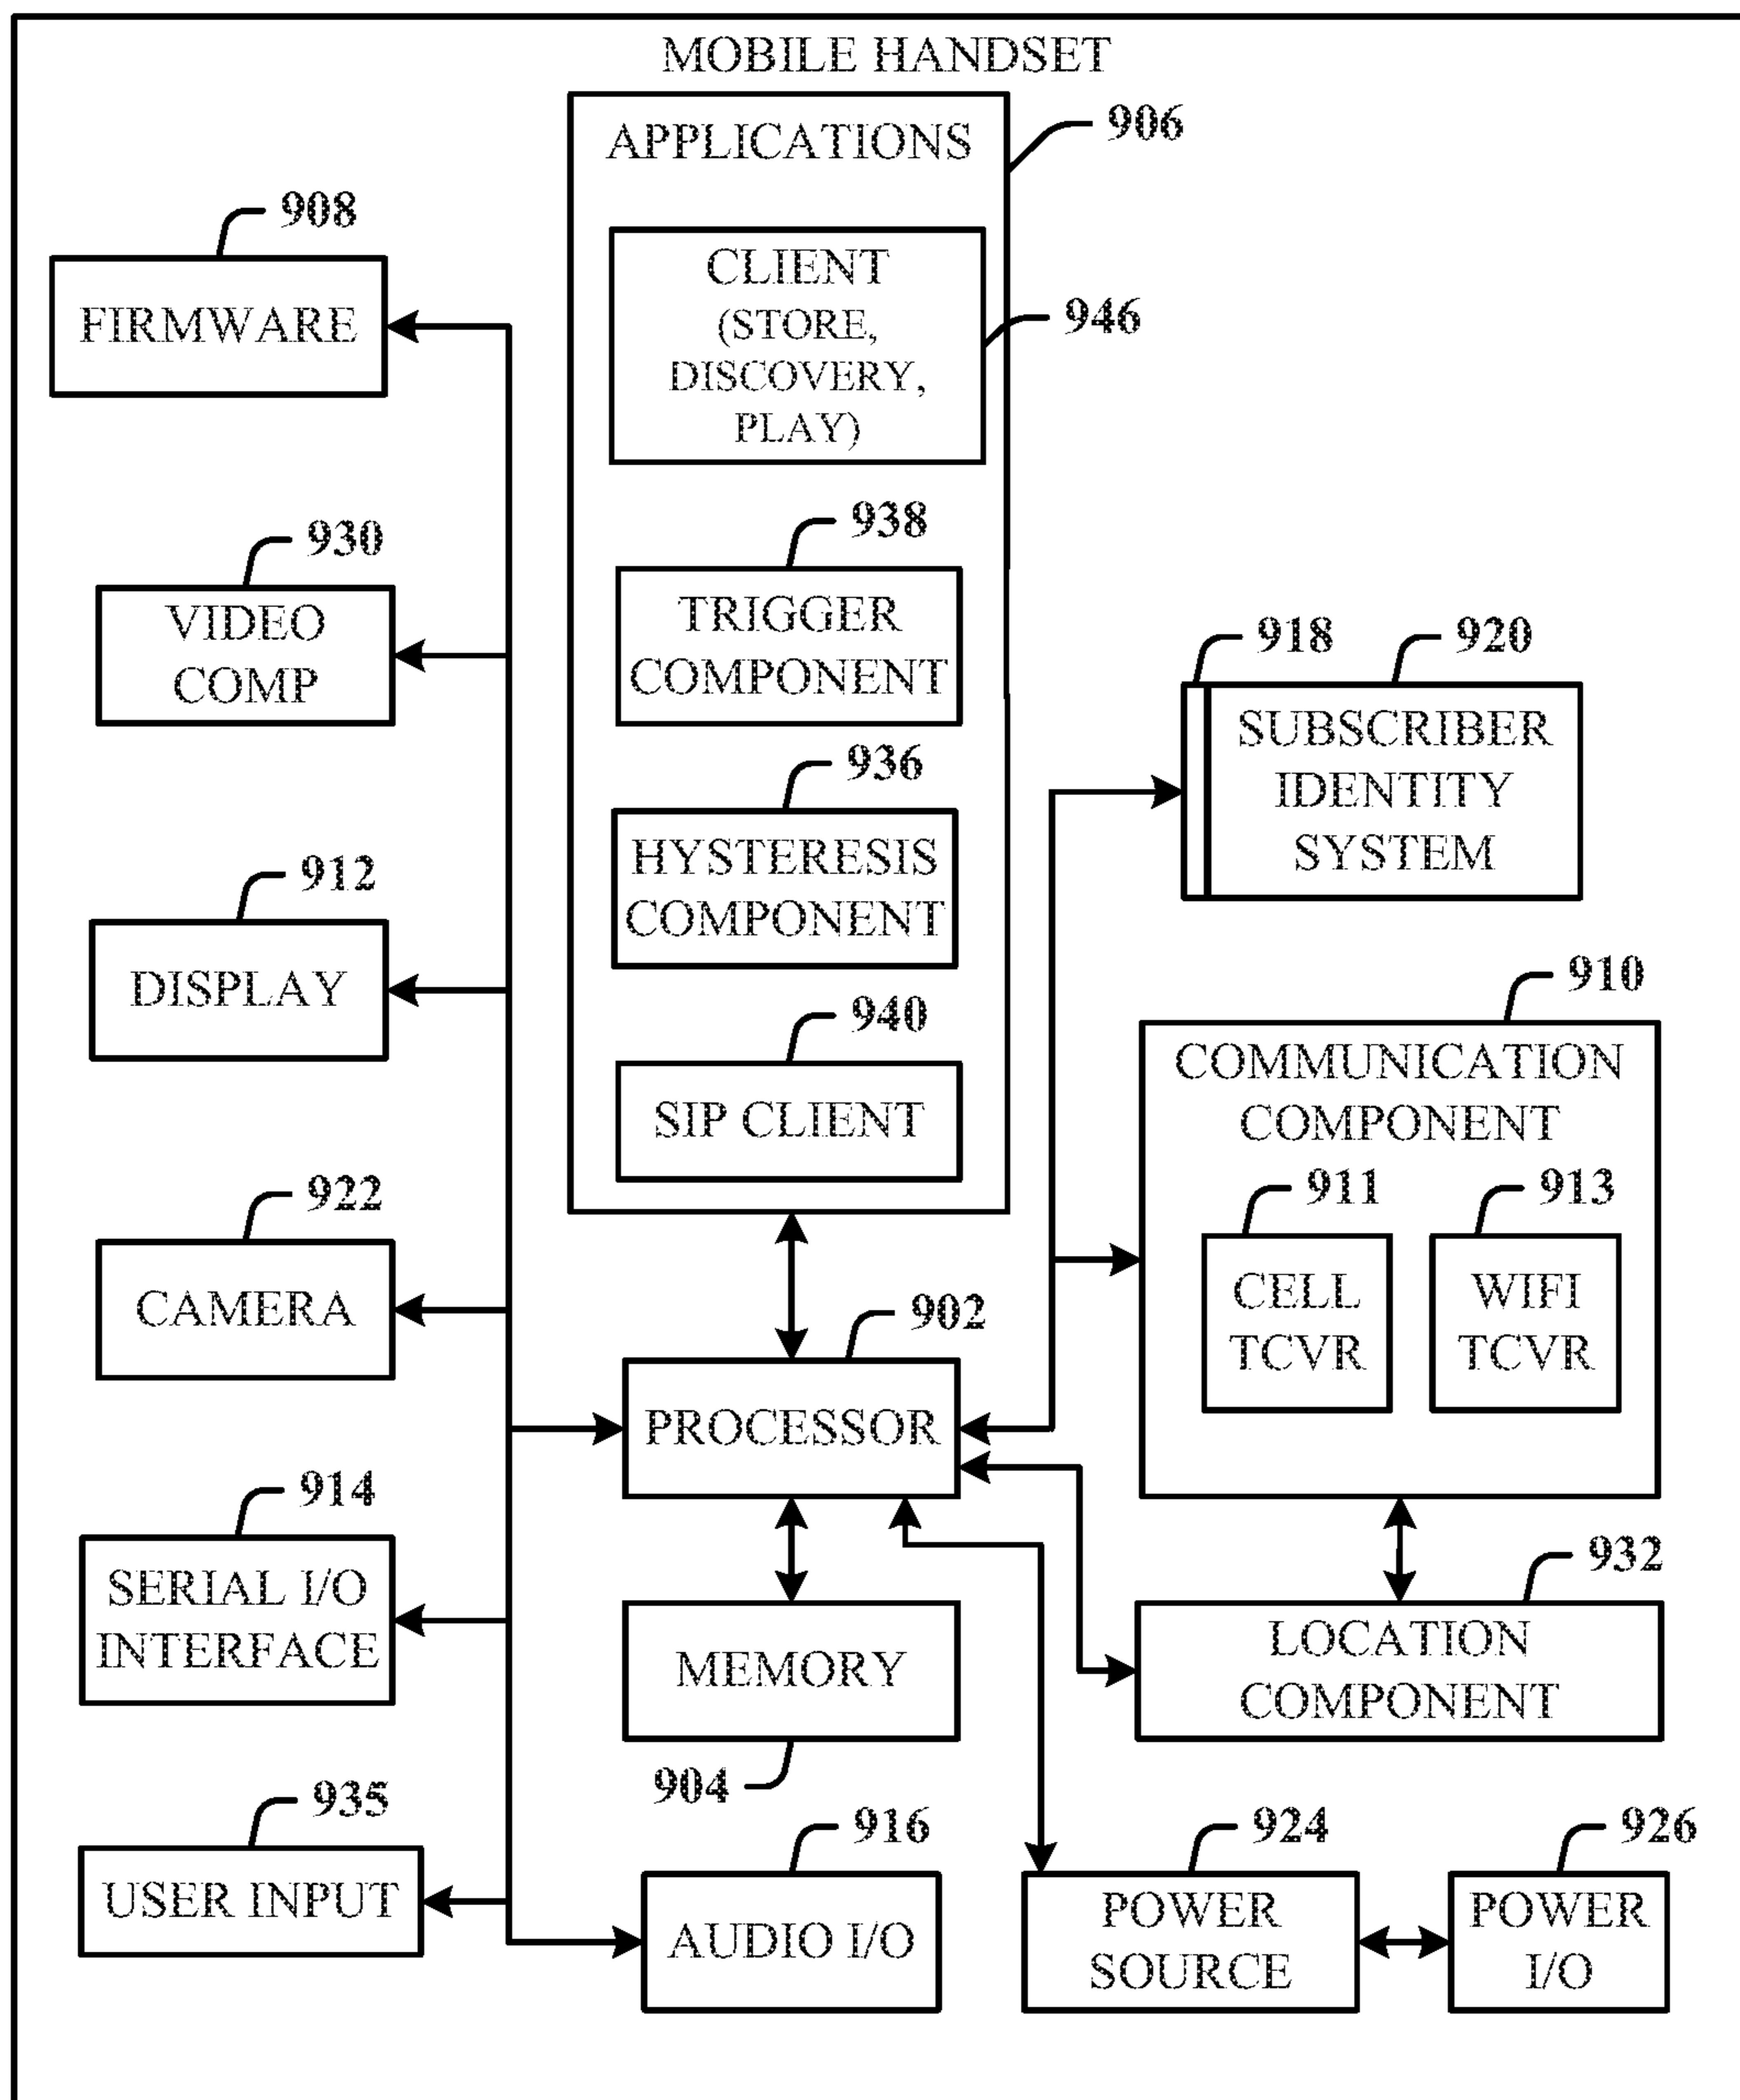 MOBILE HANDSET
APPLICATIONS
906
908
FIRMWARE
CLIENT
(STORE,
DISCOVERY,
PLAY)
946
930
VIDEO
COMP
938
TRIGGER
COMPONENT
918
920
SUBSCRIBER
IDENTITY
SYSTEM
936
HYSTERESIS
COMPONENT
912
DISPLAY
940
SIP CLIENT
910
COMMUNICATION
COMPONENT
911
CELL
TCVR
913
WIFI
TCVR
922
CAMERA
902
PROCESSOR
914
SERIAL I/O
INTERFACE
MEMORY
904
932
LOCATION
COMPONENT
935
USER INPUT
916
AUDIO I/O
924
POWER
SOURCE
926
POWER
I/O